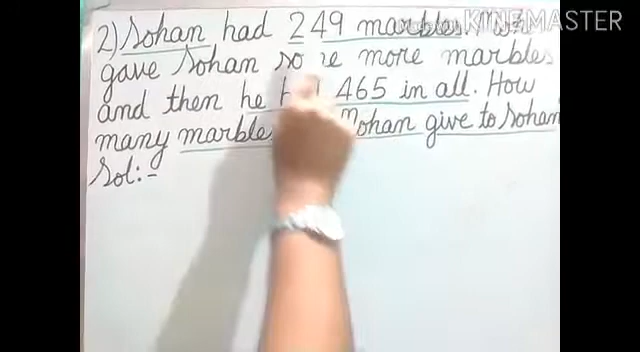 2) Sohan had 249 marbles.
gave Sohan more marbles
and then he 465 in all. How
many Mohan give to Sohan
Sol:-
KINEMASTER